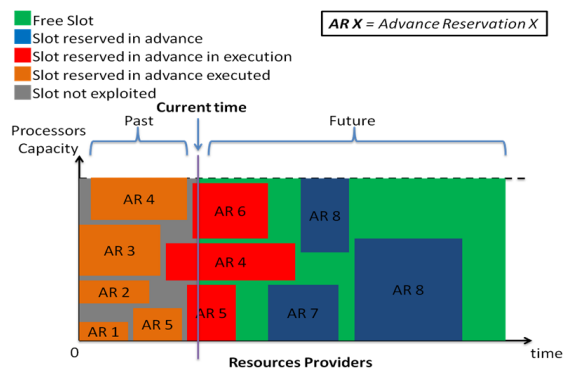 Free Slot
Slot reserved in advance
Slot reserved in advance in execution
Slot reserved in advance executed
Slot not exploited
AR X = Advance Reservation X
Current time
Past
Future
Processors
Capacity
AR 4
AR 6
AR 8
AR 3
AR 4
AR 2
AR 8
AR 1
AR 5
AR 5
AR 7
0
time
Resources Providers